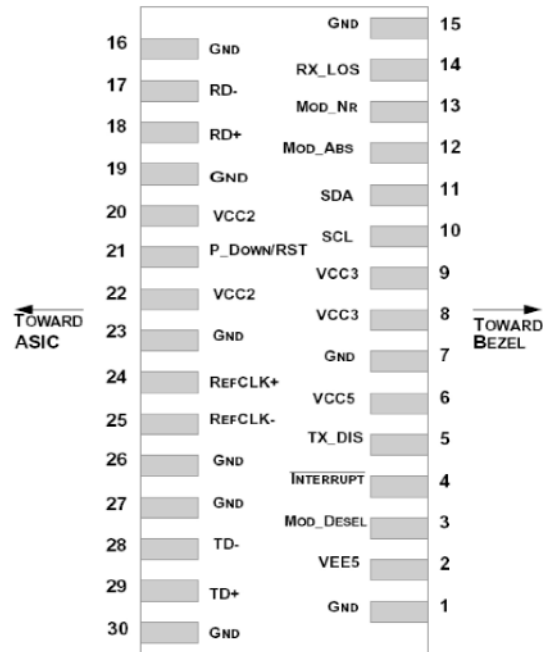 16 GND
17 RD-
18 RD+
19 GND
20 VCC2
21 P_DOWN/RST
22 VCC2
23 GND
24 REFCLK+
25 REFCLK-
26 GND
27 GND
28 TD-
29 TD+
30 GND
GND 15
RX_LOS 14
MOD_NR 13
MOD_ABS 12
SDA 11
SCL 10
VCC3 9
VCC3 8
GND 7
VCC5 6
TX_DIS 5
INTERRUPT 4
MOD_DESEL 3
VEE5 2
GND 1
TOWARD
ASIC
TOWARD
BEZEL